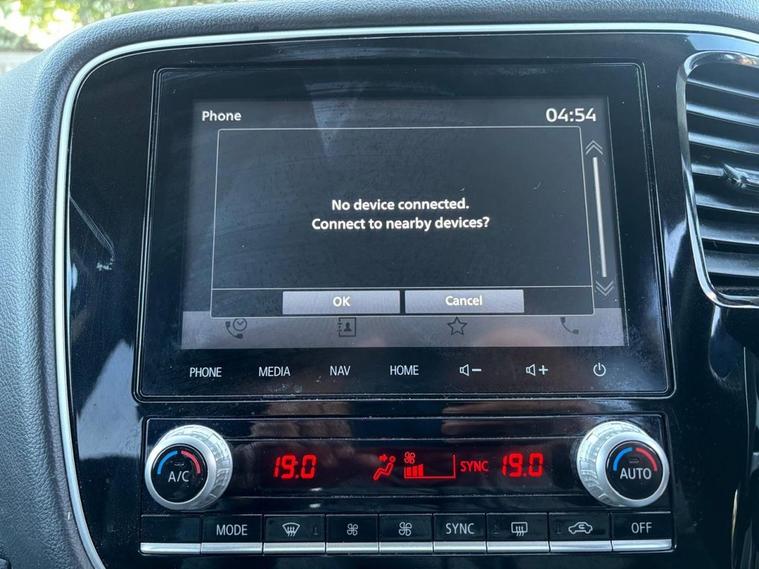 Phone 04:54
No device connected.
Connect to nearby devices?
OK Cancel
PHONE MEDIA NAV HOME
A/C 19.0 SYNC 19.0 AUTO
MODE SYNC OFF